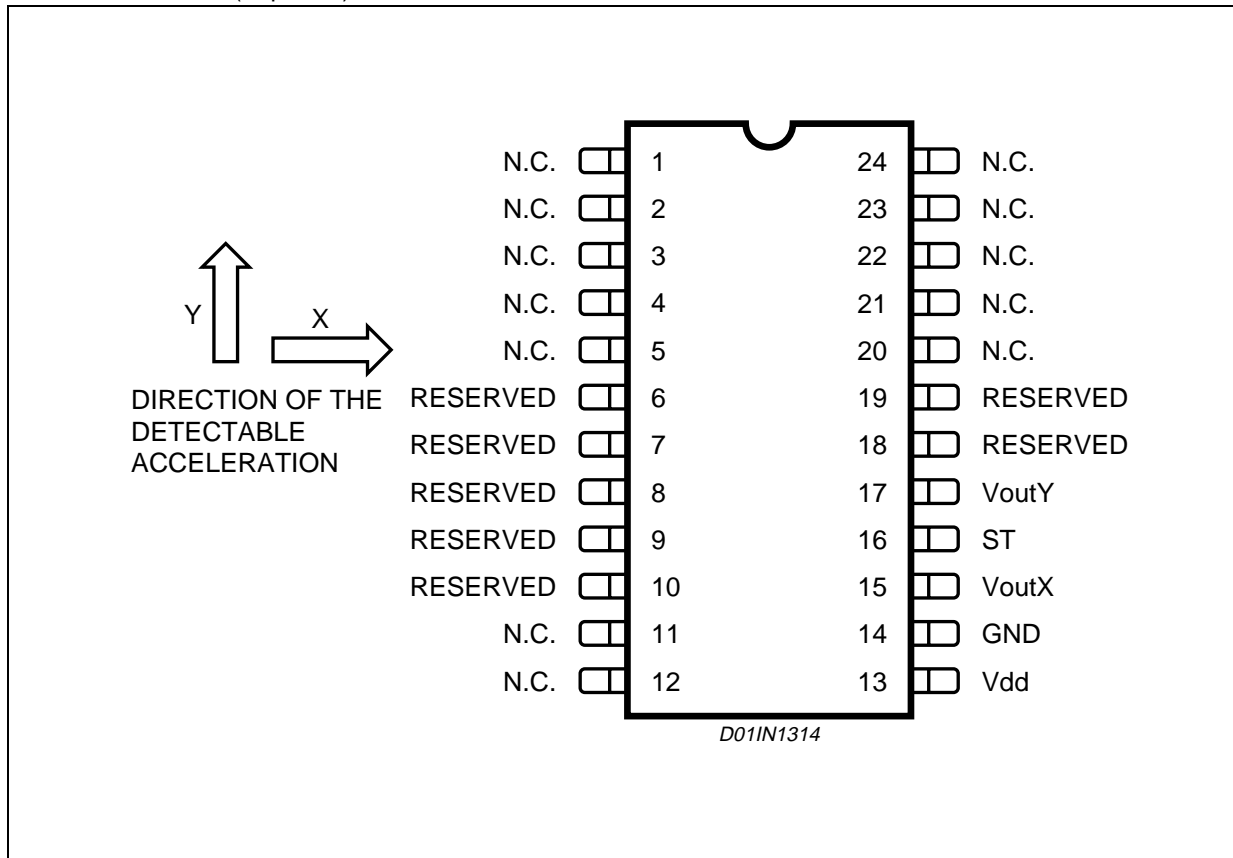 N.C. 1 24 N.C.
N.C. 2 23 N.C.
N.C. 3 22 N.C.
N.C. 4 21 N.C.
N.C. 5 20 N.C.
Y
X
DIRECTION OF THE
DETECTABLE
ACCELERATION
RESERVED 6 19 RESERVED
RESERVED 7 18 RESERVED
RESERVED 8 17 VoutY
RESERVED 9 16 ST
RESERVED 10 15 VoutX
N.C. 11 14 GND
N.C. 12 13 Vdd
D01IN1314